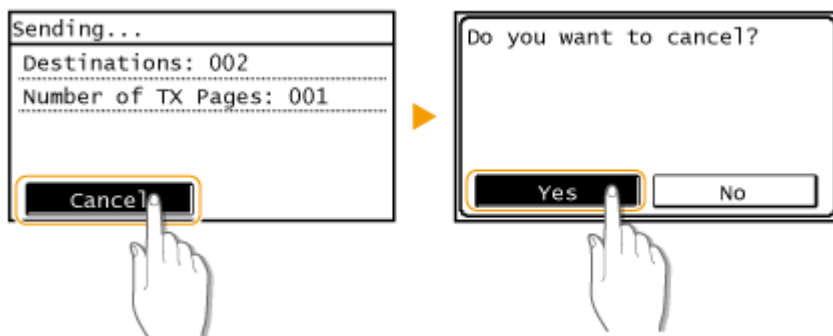 Sending...
Destinations: 002
Number of TX Pages: 001
Cancel
Do you want to cancel?
Yes
No